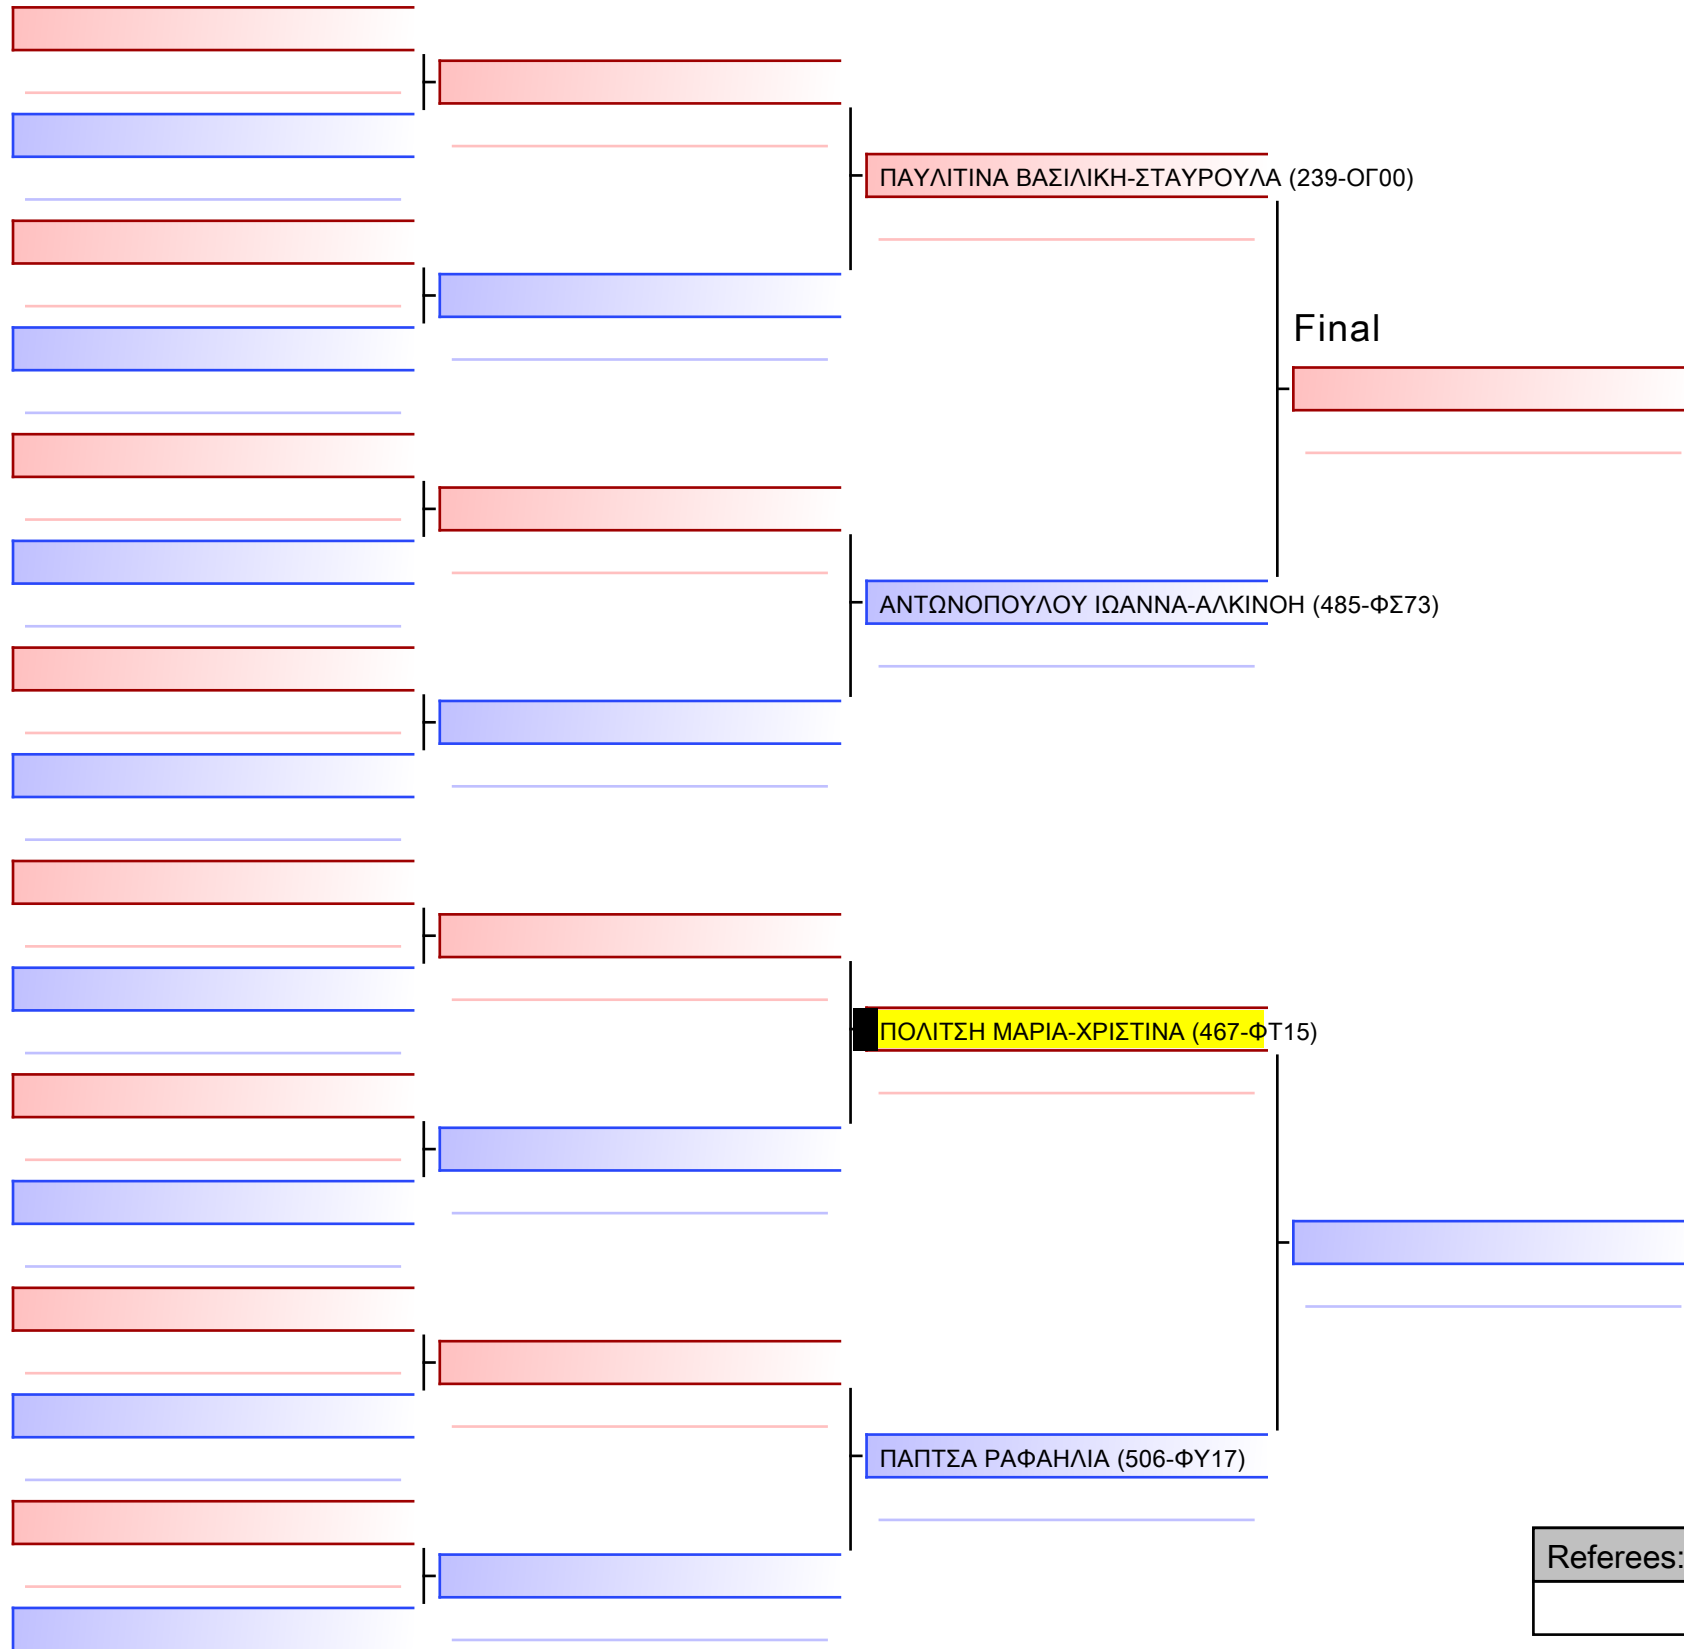 ΠΑΥΛΙΤΙΝΑ ΒΑΣΙΛΙΚΗ-ΣΤΑΥΡΟΥΛΑ (239-ΟΓ00)
Final
ΑΝΤΩΝΟΠΟΥΛΟΥ ΙΩΑΝΝΑ-ΑΛΚΙΝΟΗ (485-ΦΣ73)
ΠΟΛΙΤΣΗ ΜΑΡΙΑ-ΧΡΙΣΤΙΝΑ (467-ΦΤ15)
ΠΑΠΤΣΑ ΡΑΦΑΗΛΙΑ (506-ΦΥ17)
Referees: